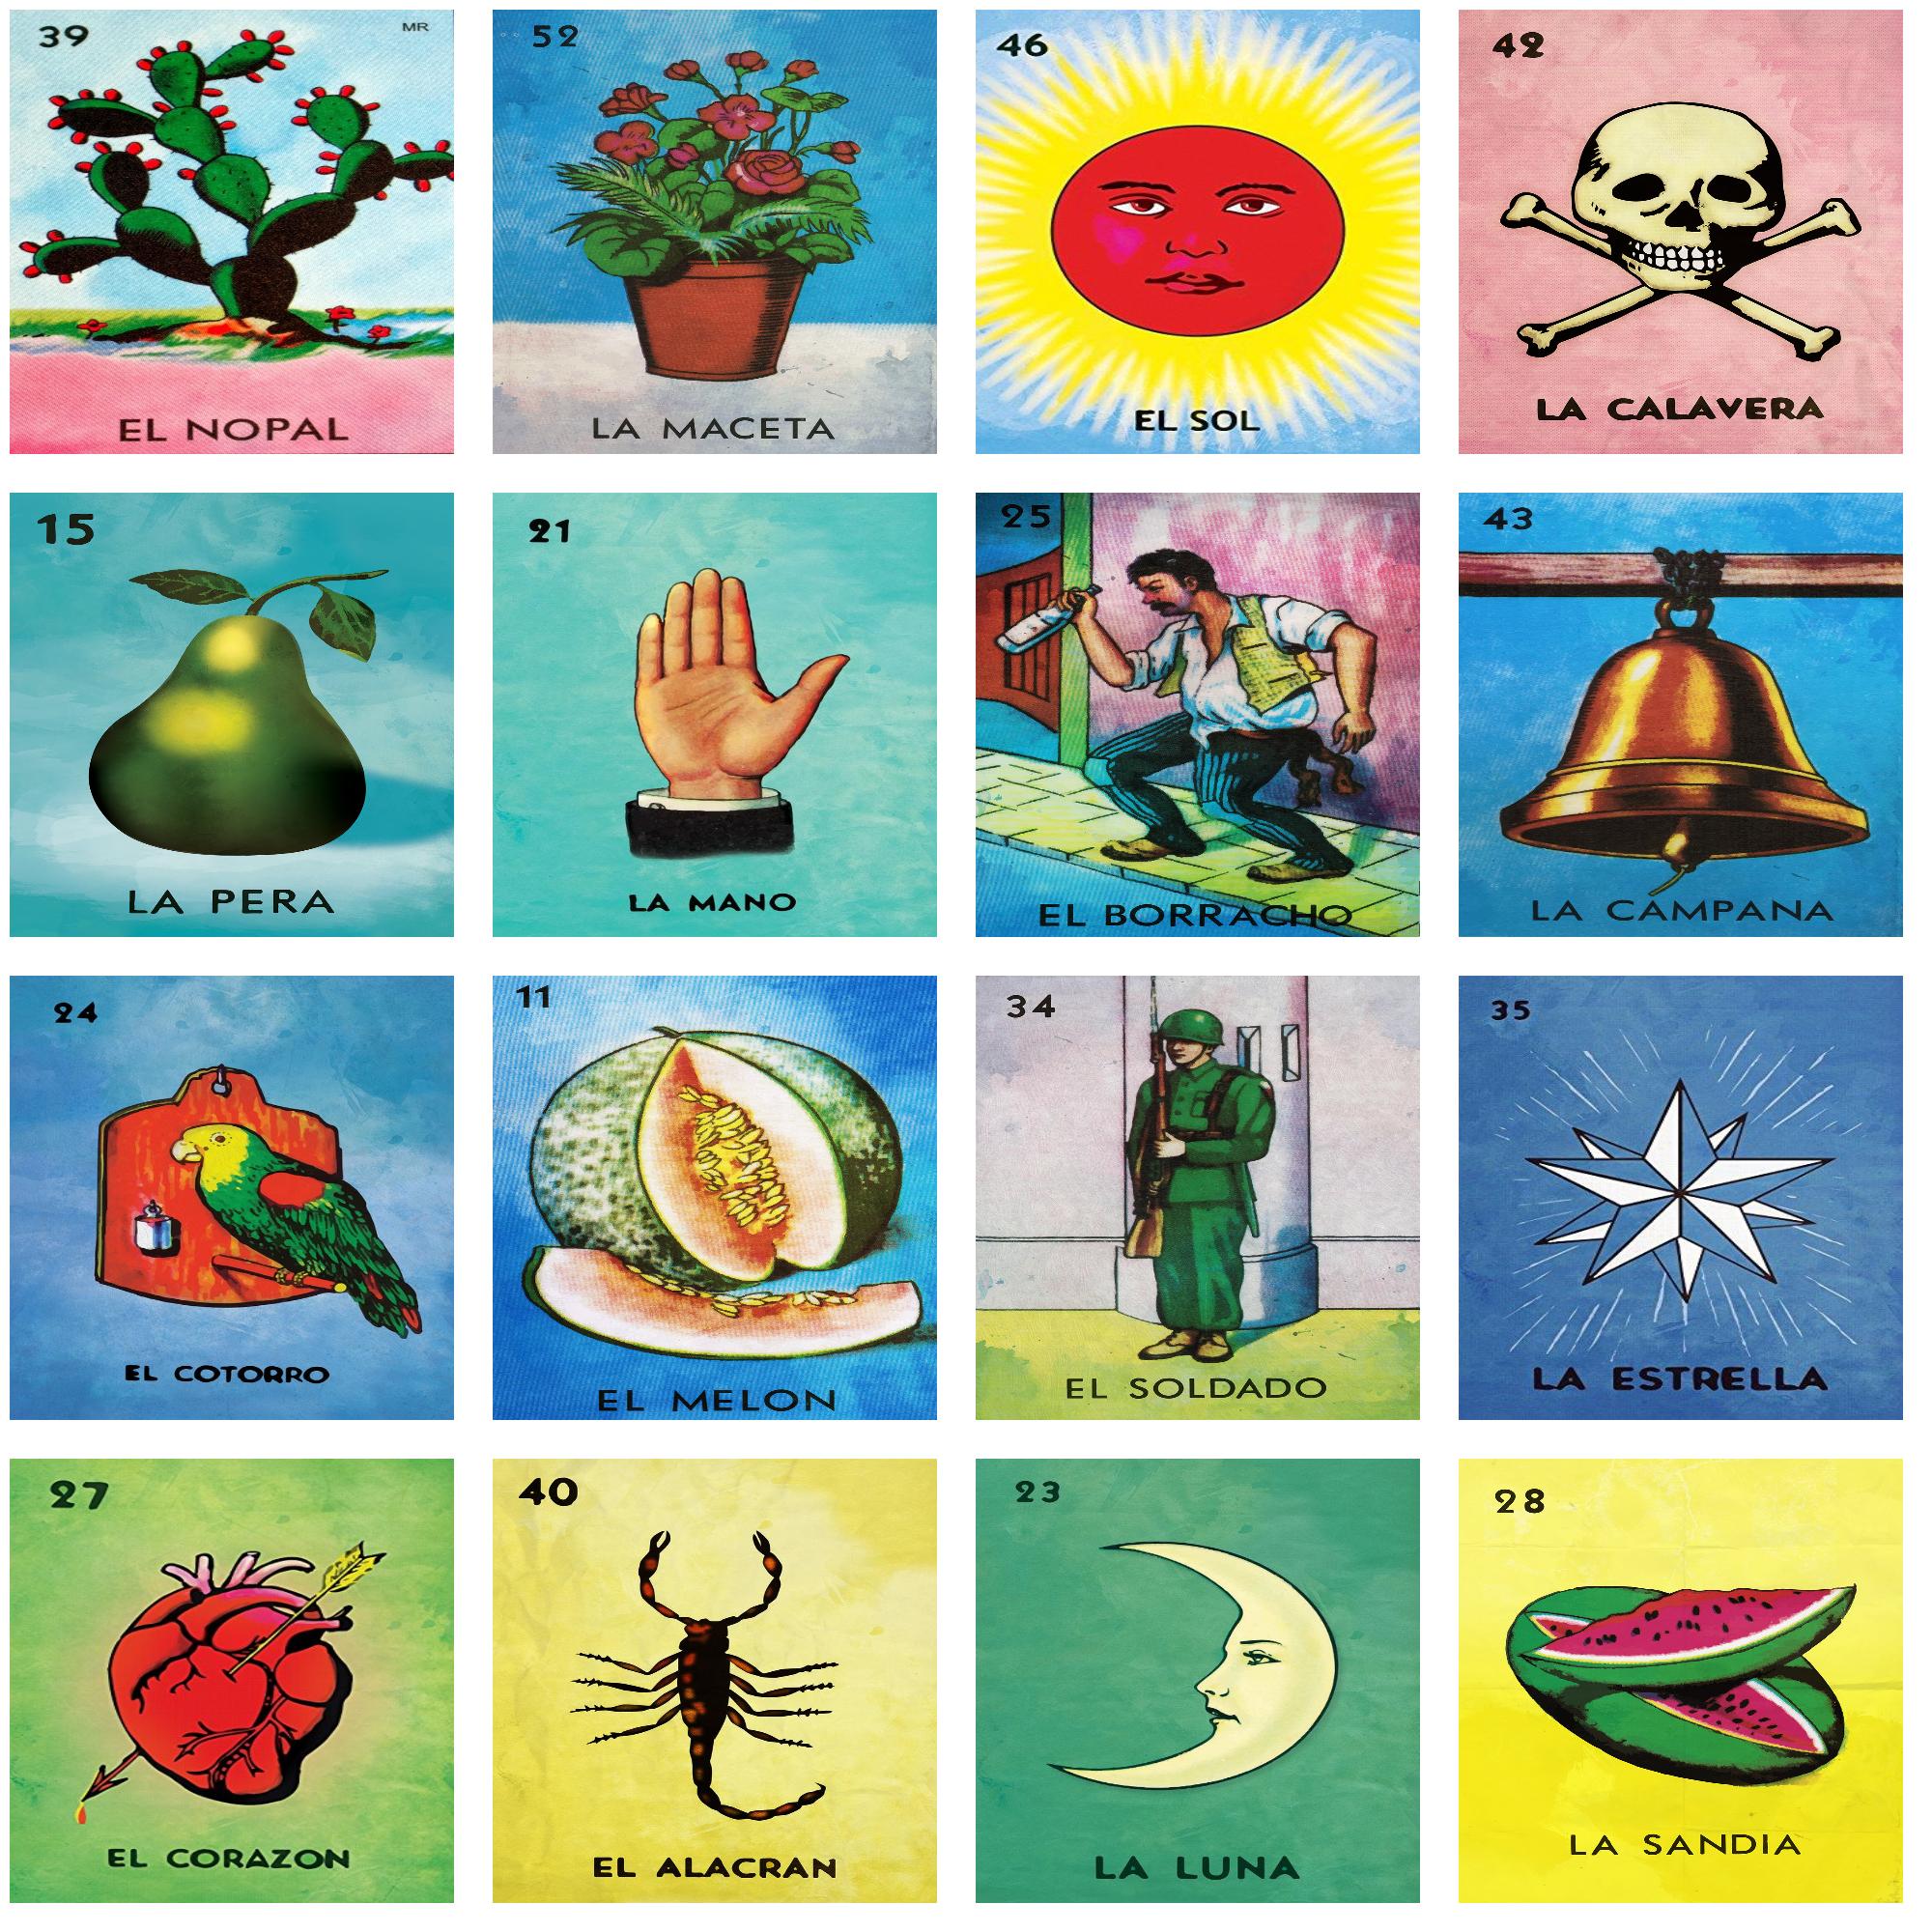 39 MR
EL NOPAL
52
LA MACETA
46
EL SOL
42
LA CALAVERA
15
LA PERA
21
LA MANO
25
EL BORRACHO
43
LA CAMPANA
24
EL COTORRO
11
EL MELON
34
EL SOLDADO
35
LA ESTRELLA
27
EL CORAZON
40
EL ALACRAN
23
LA LUNA
28
LA SANDIA